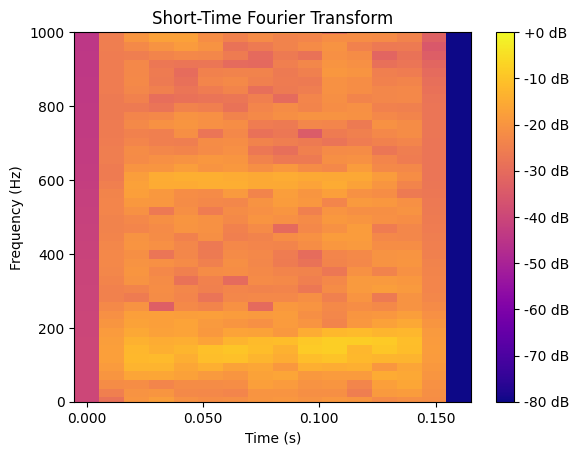 Short-Time Fourier Transform
1000
800
600
400
200
0
Frequency (Hz)
0.000
0.050
0.100
0.150
Time (s)
+0 dB
-10 dB
-20 dB
-30 dB
-40 dB
-50 dB
-60 dB
-70 dB
-80 dB